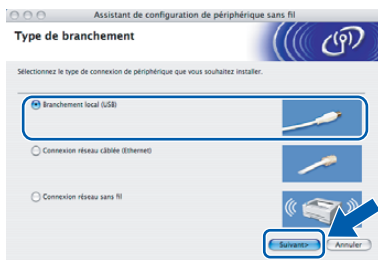 Assistant de configuration de périphérique sans fil
Type de branchement
Sélectionnez le type de connexion de périphérique que vous souhaitez installer.
Branchement local (USB)
Connexion réseau câblée (Ethernet)
Connexion réseau sans fil
Suivant>
Annuler